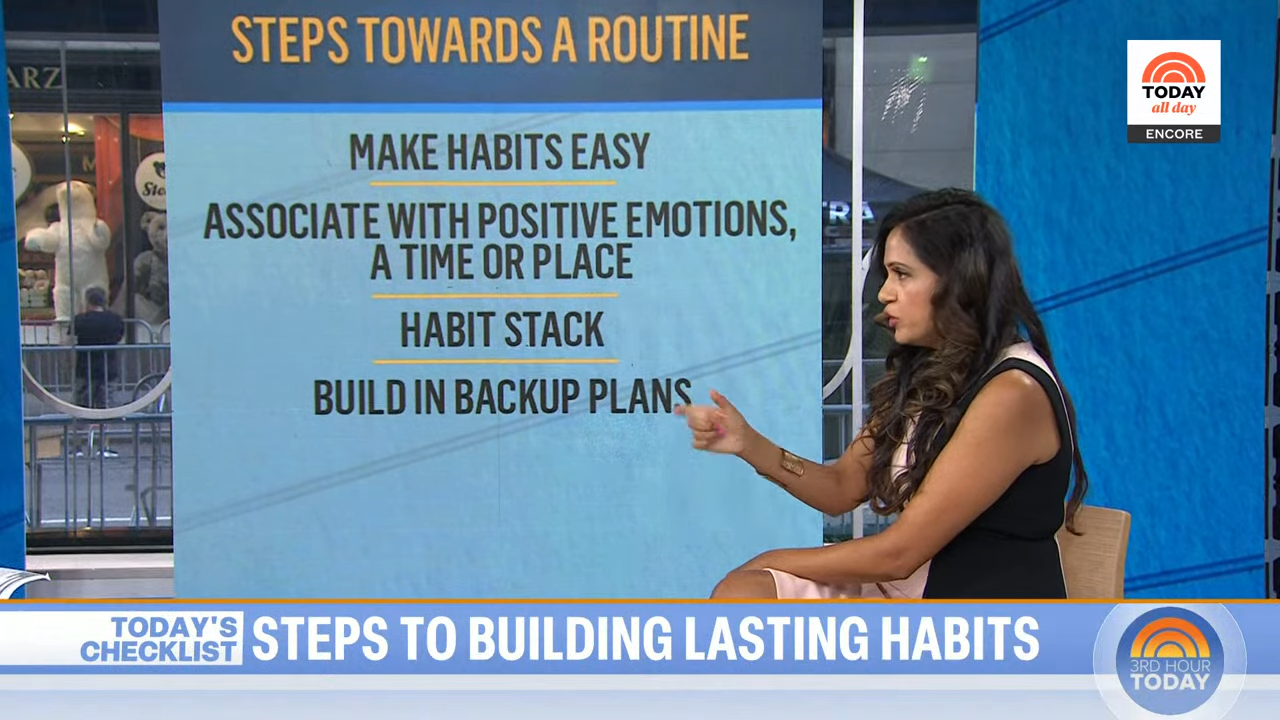 STEPS TOWARDS A ROUTINE
MAKE HABITS EASY
ASSOCIATE WITH POSITIVE EMOTIONS,
A TIME OR PLACE
HABIT STACK
BUILD IN BACKUP PLANS
TODAY
all day
ENCORE
TODAY'S
CHECKLIST
STEPS TO BUILDING LASTING HABITS
3RD HOUR
TODAY